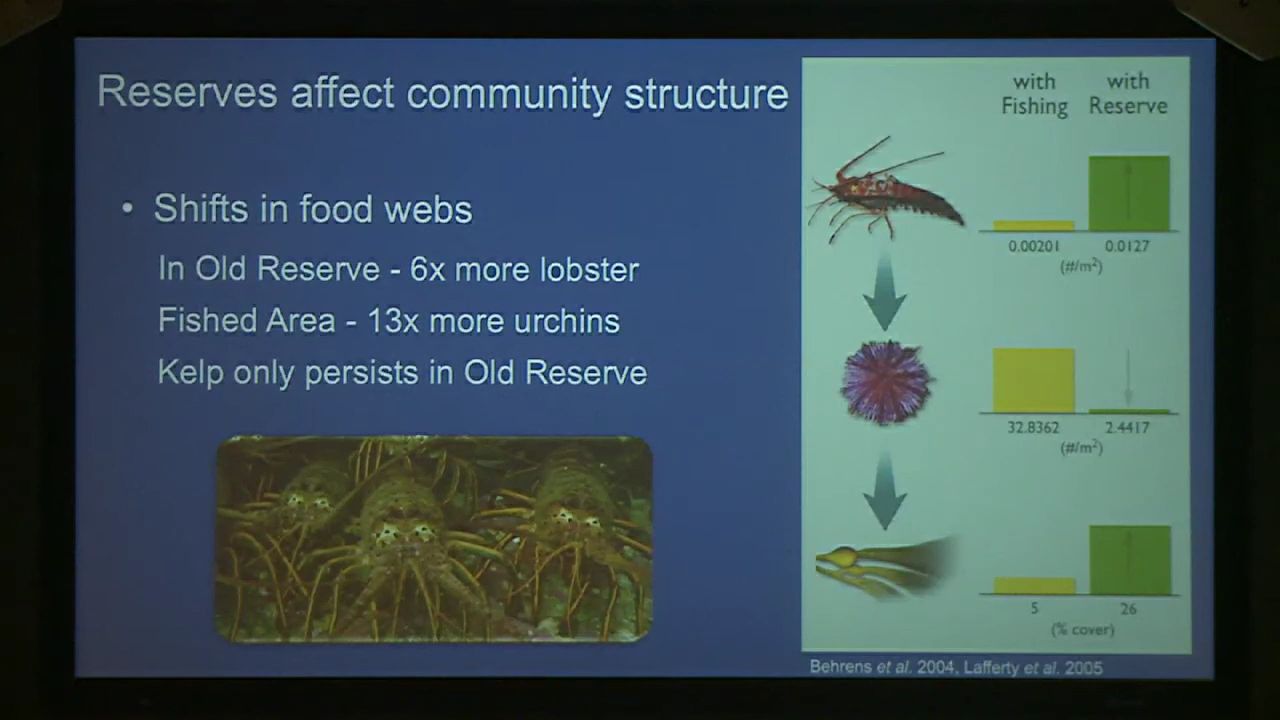 Reserves affect community structure
• Shifts in food webs
In Old Reserve - 6x more lobster
Fished Area - 13x more urchins
Kelp only persists in Old Reserve
with Fishing
with Reserve
0.00201
0.0127
(#/m²)
32.8362
2.4417
(#/m²)
5
26
(% cover)
Behrens et al. 2004, Lafferty et al. 2005